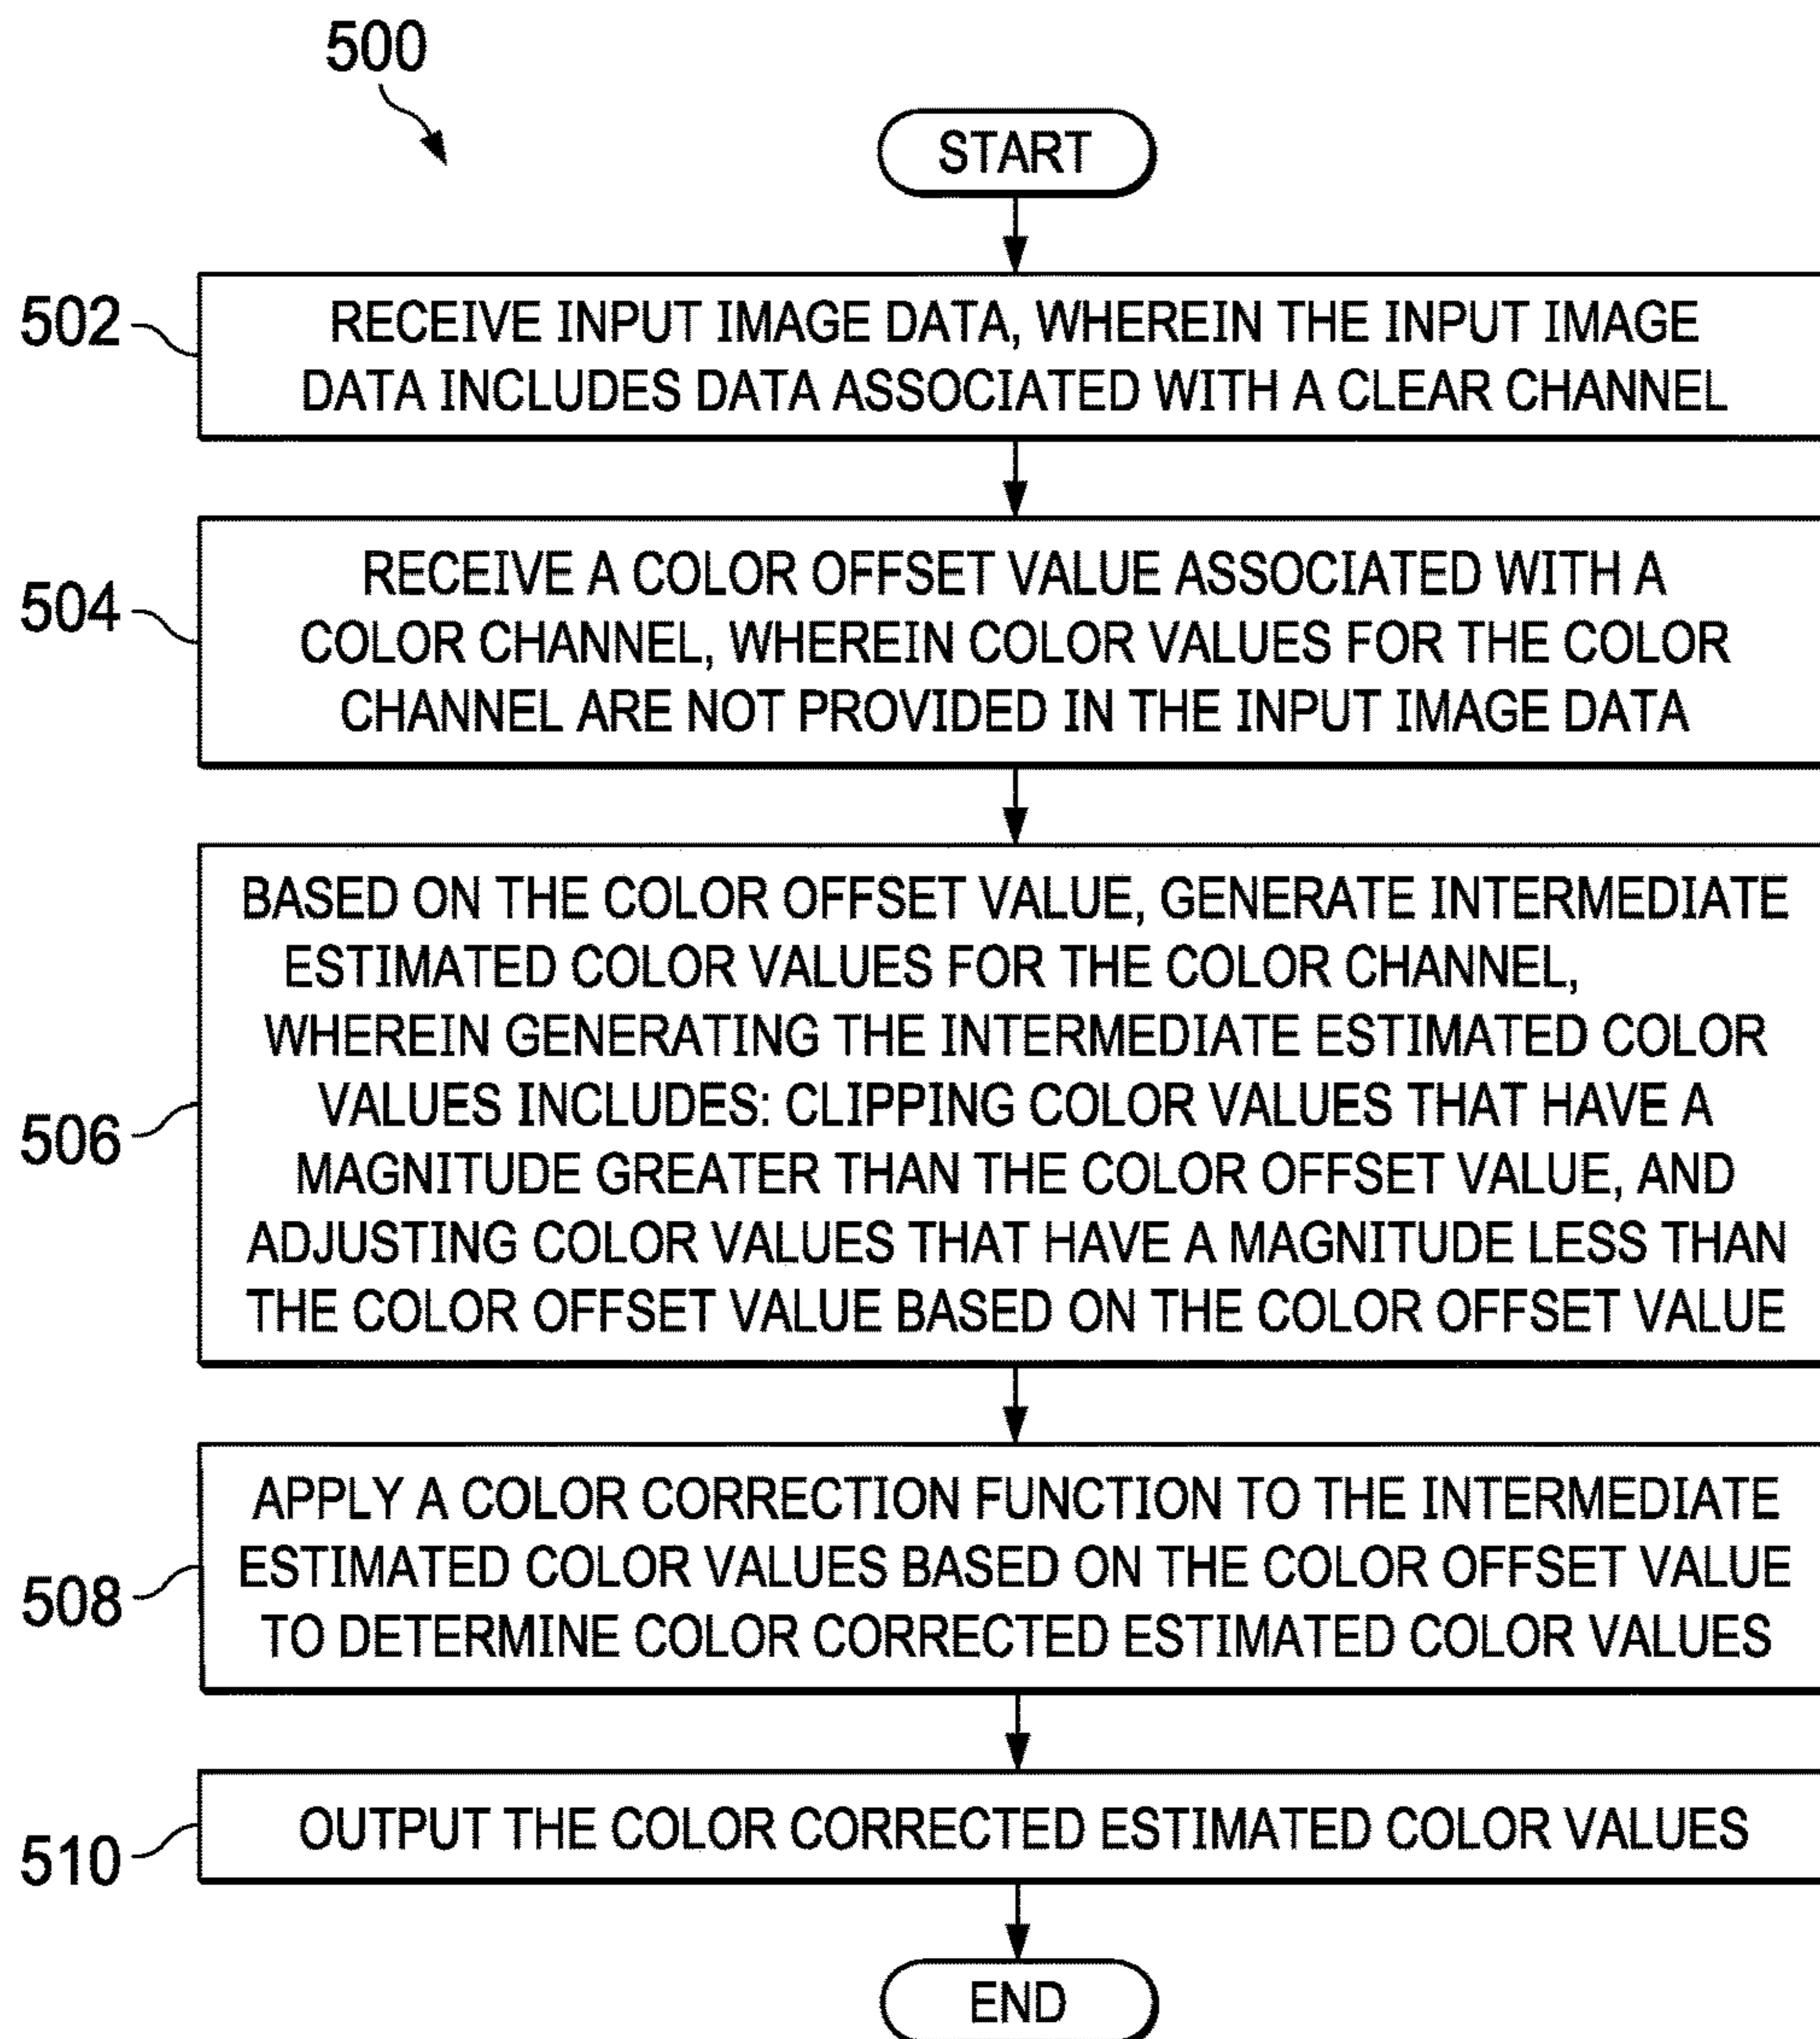 500
START
502
RECEIVE INPUT IMAGE DATA, WHEREIN THE INPUT IMAGE
DATA INCLUDES DATA ASSOCIATED WITH A CLEAR CHANNEL
504
RECEIVE A COLOR OFFSET VALUE ASSOCIATED WITH A
COLOR CHANNEL, WHEREIN COLOR VALUES FOR THE COLOR
CHANNEL ARE NOT PROVIDED IN THE INPUT IMAGE DATA
506
BASED ON THE COLOR OFFSET VALUE, GENERATE INTERMEDIATE
ESTIMATED COLOR VALUES FOR THE COLOR CHANNEL,
WHEREIN GENERATING THE INTERMEDIATE ESTIMATED COLOR
VALUES INCLUDES: CLIPPING COLOR VALUES THAT HAVE A
MAGNITUDE GREATER THAN THE COLOR OFFSET VALUE, AND
ADJUSTING COLOR VALUES THAT HAVE A MAGNITUDE LESS THAN
THE COLOR OFFSET VALUE BASED ON THE COLOR OFFSET VALUE
508
APPLY A COLOR CORRECTION FUNCTION TO THE INTERMEDIATE
ESTIMATED COLOR VALUES BASED ON THE COLOR OFFSET VALUE
TO DETERMINE COLOR CORRECTED ESTIMATED COLOR VALUES
510
OUTPUT THE COLOR CORRECTED ESTIMATED COLOR VALUES
END